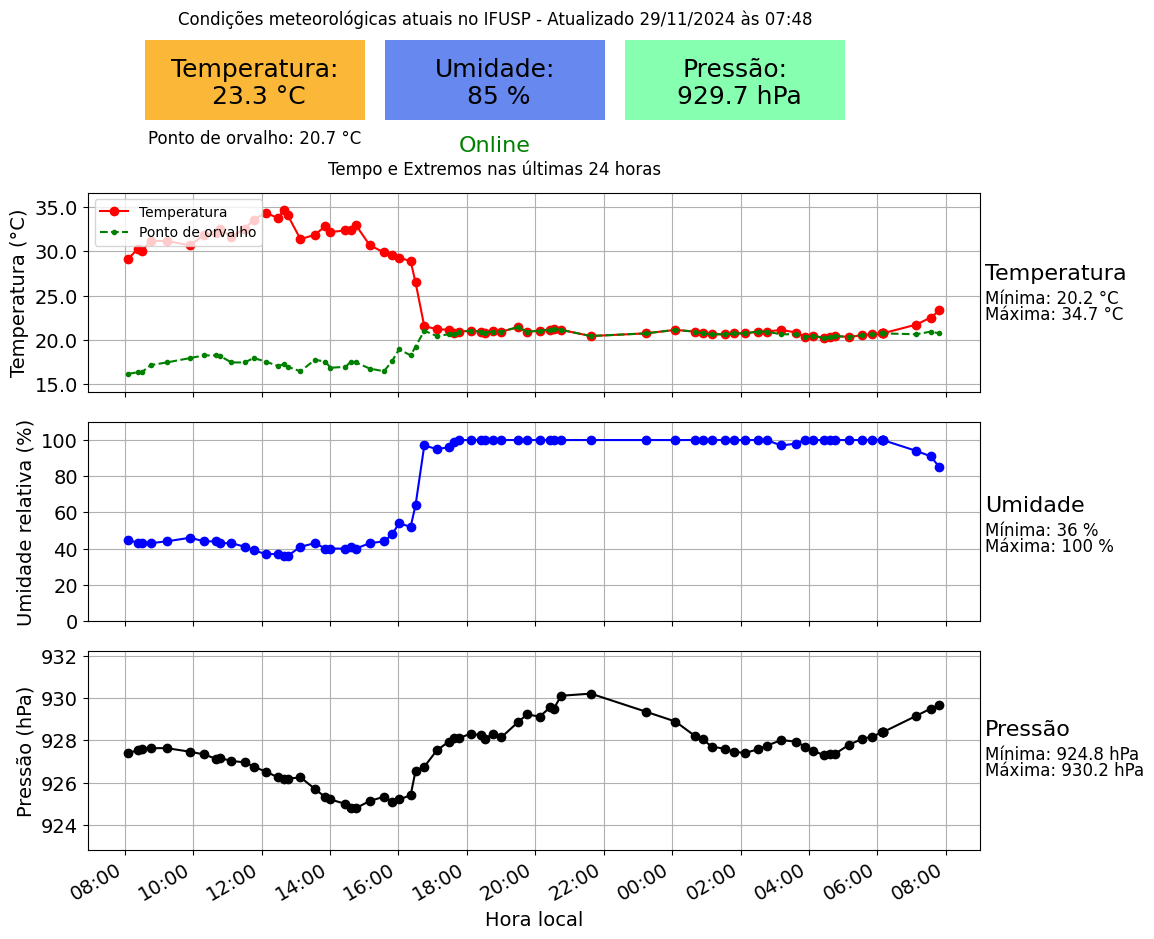 Condições meteorológicas atuais no IFUSP - Atualizado 29/11/2024 às 07:48
Temperatura:
23.3 °C
Umidade:
85 %
Pressão:
929.7 hPa
Ponto de orvalho: 20.7 °C
Online
Tempo e Extremos nas últimas 24 horas
Temperatura (°C)
35.0
30.0
25.0
20.0
15.0
Temperatura
Ponto de orvalho
Temperatura
Mínima: 20.2 °C
Máxima: 34.7 °C
Umidade relativa (%)
100
80
60
40
20
0
Umidade
Mínima: 36 %
Máxima: 100 %
Pressão (hPa)
932
930
928
926
924
Pressão
Mínima: 924.8 hPa
Máxima: 930.2 hPa
08:00 10:00 12:00 14:00 16:00 18:00 20:00 22:00 00:00 02:00 04:00 06:00 08:00
Hora local